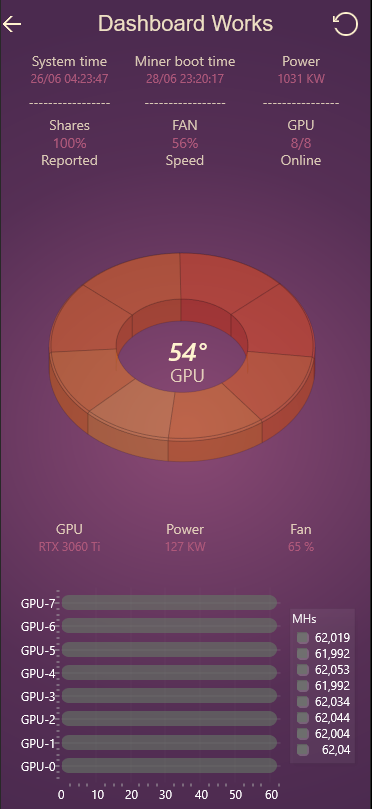 Dashboard Works
System time Miner boot time Power
26/06 04:23:47 28/06 23:20:17 1031 KW
---------------- ---------------- ---------------
Shares FAN GPU
100% 56% 8/8
Reported Speed Online
54°
GPU
GPU Power Fan
RTX 3060 Ti 127 KW 65 %
MHs
GPU-7 62,019
GPU-6 61,992
GPU-5 62,053
GPU-4 61,992
GPU-3 62,034
GPU-2 62,044
GPU-1 62,004
GPU-0 62,04
0 10 20 30 40 50 60